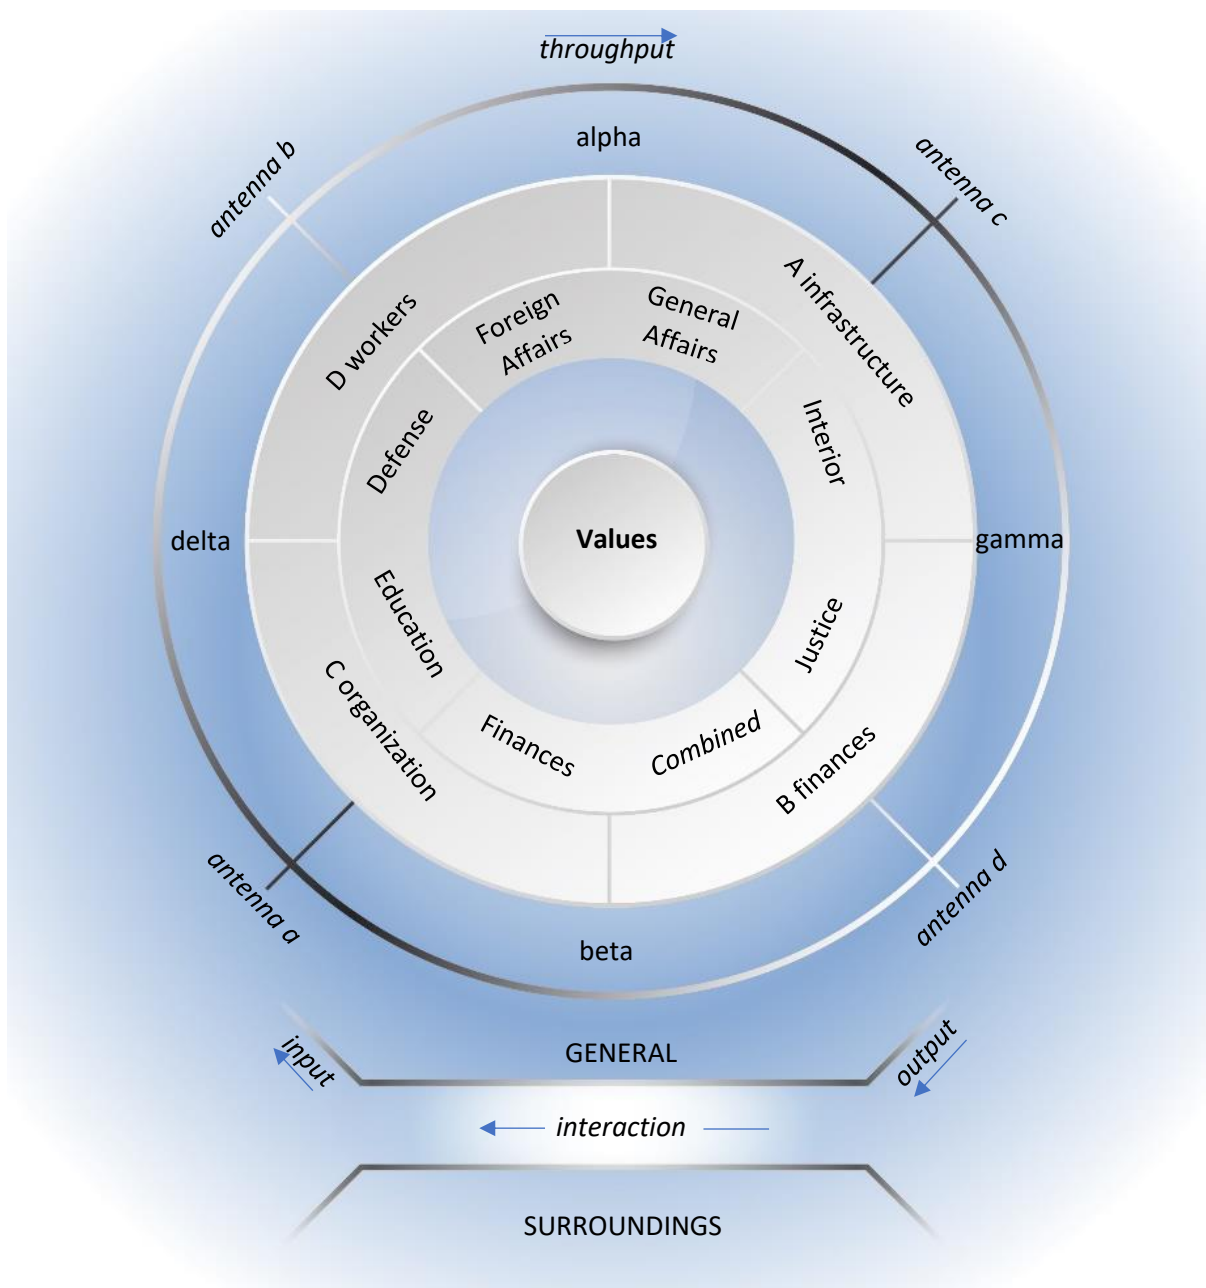 throughput
alpha
antenna b
antenna c
D workers
A infrastructure
Foreign
Affairs
General
Affairs
Defense
Interior
delta
Values
gamma
Education
Justice
C organization
Finances
Combined
B finances
antenna a
antenna d
beta
input
GENERAL
output
interaction
SURROUNDINGS